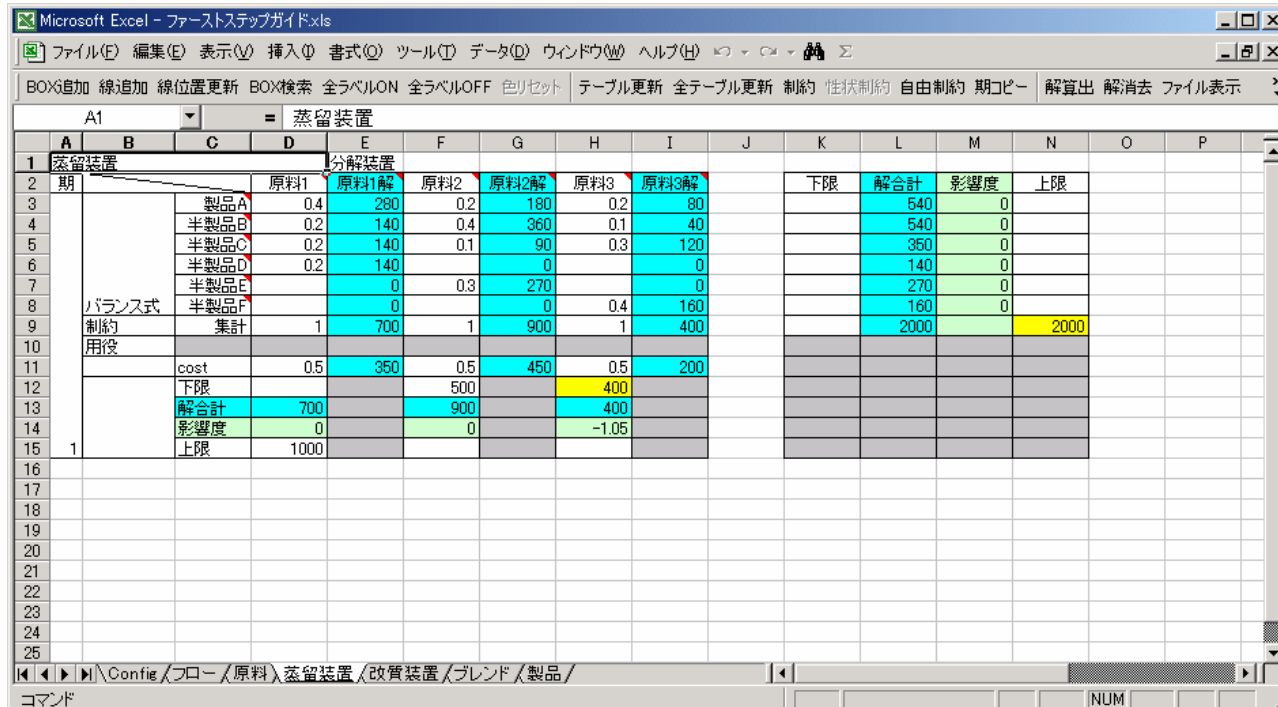 Microsoft Excel - ファーストステップガイド.xls
ファイル(F) 編集(E) 表示(V) 挿入(I) 書式(O) ツール(T) データ(D) ウィンドウ(W) ヘルプ(H)
BOX追加 線追加 線位置更新 BOX検索 全ラベルON 全ラベルOFF 色リセット テーブル更新 全テーブル更新 制約 性状制約 自由制約 期コピー 解算出 解消去 ファイル表示
A1 = 蒸留装置
A B C D E F G H I J K L M N O P
1 蒸留装置 分解装置
2 期 原料1 原料1解 原料2 原料2解 原料3 原料3解 下限 解合計 影響度 上限
3 製品A 0.4 280 0.2 180 0.2 80 540 0
4 半製品B 0.2 140 0.4 360 0.1 40 540 0
5 半製品C 0.2 140 0.1 90 0.3 120 350 0
6 半製品D 0.2 140 0 0 140 0
7 半製品E 0 0.3 270 0 270 0
8 バランス式 半製品F 0 0 0.4 160 160 0
9 制約 集計 1 700 1 900 1 400 2000 2000
10 用役
11 cost 0.5 350 0.5 450 0.5 200
12 下限 500 400
13 解合計 700 900 400
14 影響度 0 0 -1.05
15 1 上限 1000
16
17
18
19
20
21
22
23
24
25
Config フロー 原料 蒸留装置 改質装置 ブレンド 製品
コマンド NUM